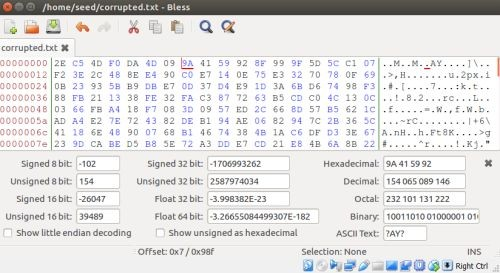 /home/seed/corrupted.txt - Bless
corrupted.txt
00000000 2E C5 4D F0 DA 4D 09 9A 41 59 92 8F 99 9F 5D 5C C1 07 ..M..M..AY....]\..
00000012 F2 3E 2C 48 8E E4 90 C0 E7 14 0E 75 E3 32 70 78 0F 69 .>,H.......u.2px.i
00000024 0B 23 93 5B B9 BD E7 0D 37 D4 E9 1D 3A 6B D6 74 98 F3
00000036 88 FB 21 13 38 FE 32 FA C3 87 72 63 B5 CD C0 4C 13 0C
00000048 03 66 FB A4 18 F7 08 3D 09 57 ED 2C 66 BD 57 B5 62 1C
0000005a AD A4 E2 7E 72 43 82 DE B1 94 AE 06 82 94 7C 2B 36 5C
0000006c 41 16 6E 48 90 07 68 B1 46 74 38 4B 1A C6 DF D3 3E 67
0000007e 23 9D CA BE D5 B8 5E 72 A3 DD E7 CD 21 E8 4B 6A 8B 22
Signed 8 bit: -102 Signed 32 bit: -1706993262 Hexadecimal: 9A 41 59 92
Unsigned 8 bit: 154 Unsigned 32 bit: 2587974034 Decimal: 154 065 089 146
Signed 16 bit: -26047 Float 32 bit: -3.998382E-23 Octal: 232 101 131 222
Unsigned 16 bit: 39489 Float 64 bit: -3.26655084499307E-182 Binary: 10011010 01000001 010
Show little endian decoding Show unsigned as hexadecimal ASCII Text: ?AY?
Offset: 0x7 / 0x98f Selection: None INS
Right Ctrl